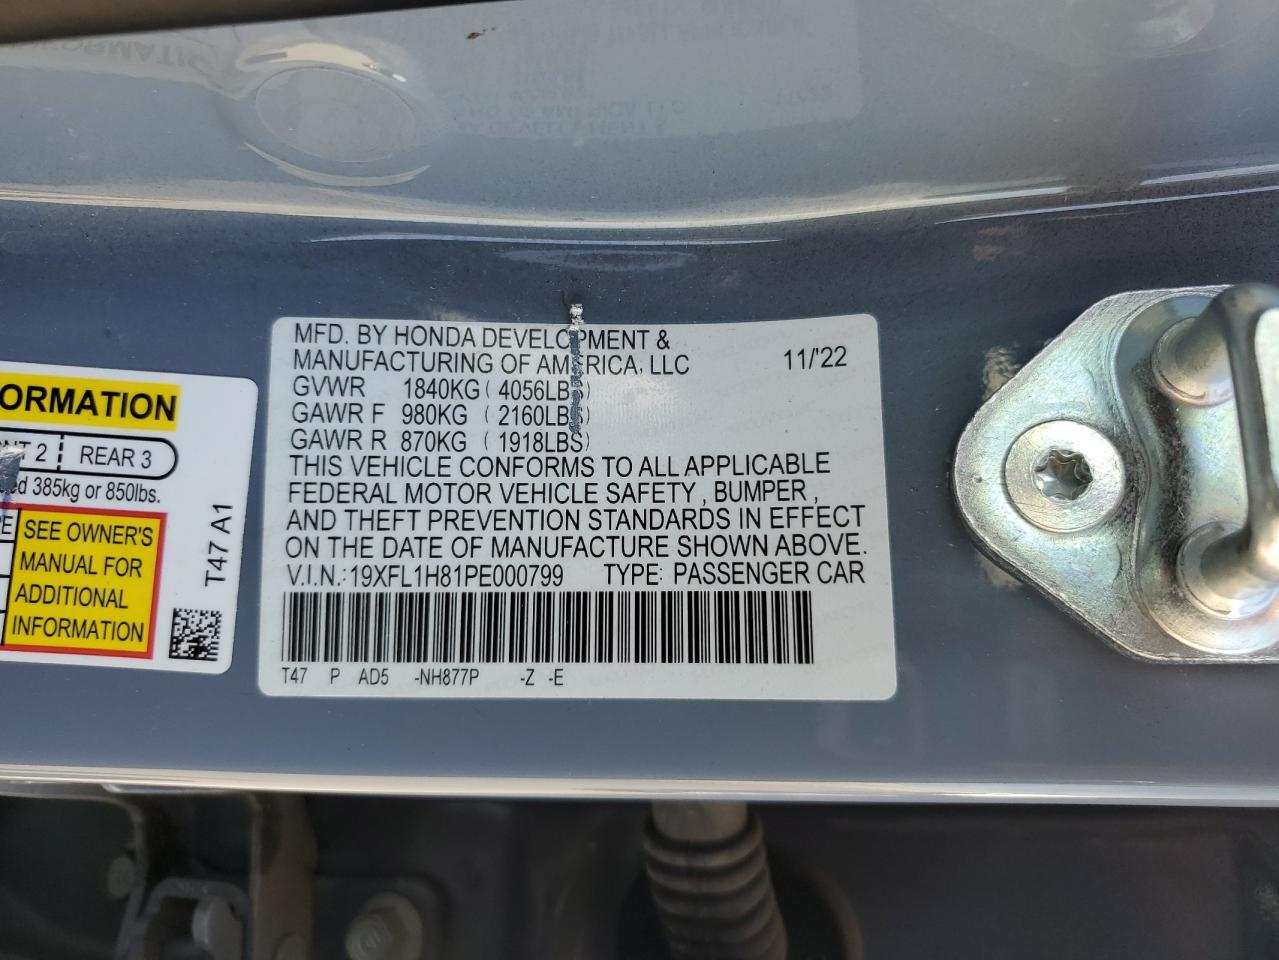 ORMATION
NT 2 REAR 3
ed 385kg or 850lbs.
RE
SEE OWNER'S
MANUAL FOR
ADDITIONAL
INFORMATION
T47 A1
MFD. BY HONDA DEVELOPMENT &
MANUFACTURING OF AMERICA, LLC 11/'22
GVWR 1840KG ( 4056LBS)
GAWR F 980KG ( 2160LBS)
GAWR R 870KG ( 1918LBS)
THIS VEHICLE CONFORMS TO ALL APPLICABLE
FEDERAL MOTOR VEHICLE SAFETY , BUMPER ,
AND THEFT PREVENTION STANDARDS IN EFFECT
ON THE DATE OF MANUFACTURE SHOWN ABOVE.
V.I.N.: 19XFL1H81PE000799 TYPE: PASSENGER CAR
T47 P AD5 -NH877P -Z -E